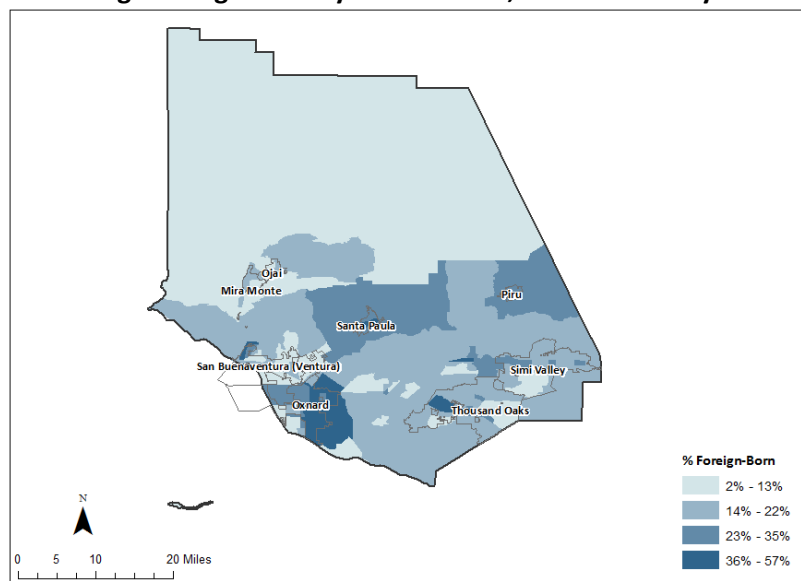 Ojai
Mira Monte
Piru
Santa Paula
San Buenaventura (Ventura)
Simi Valley
Oxnard
Thousand Oaks
% Foreign-Born
2% - 13%
14% - 22%
23% - 35%
36% - 57%
N
0 5 10 20 Miles